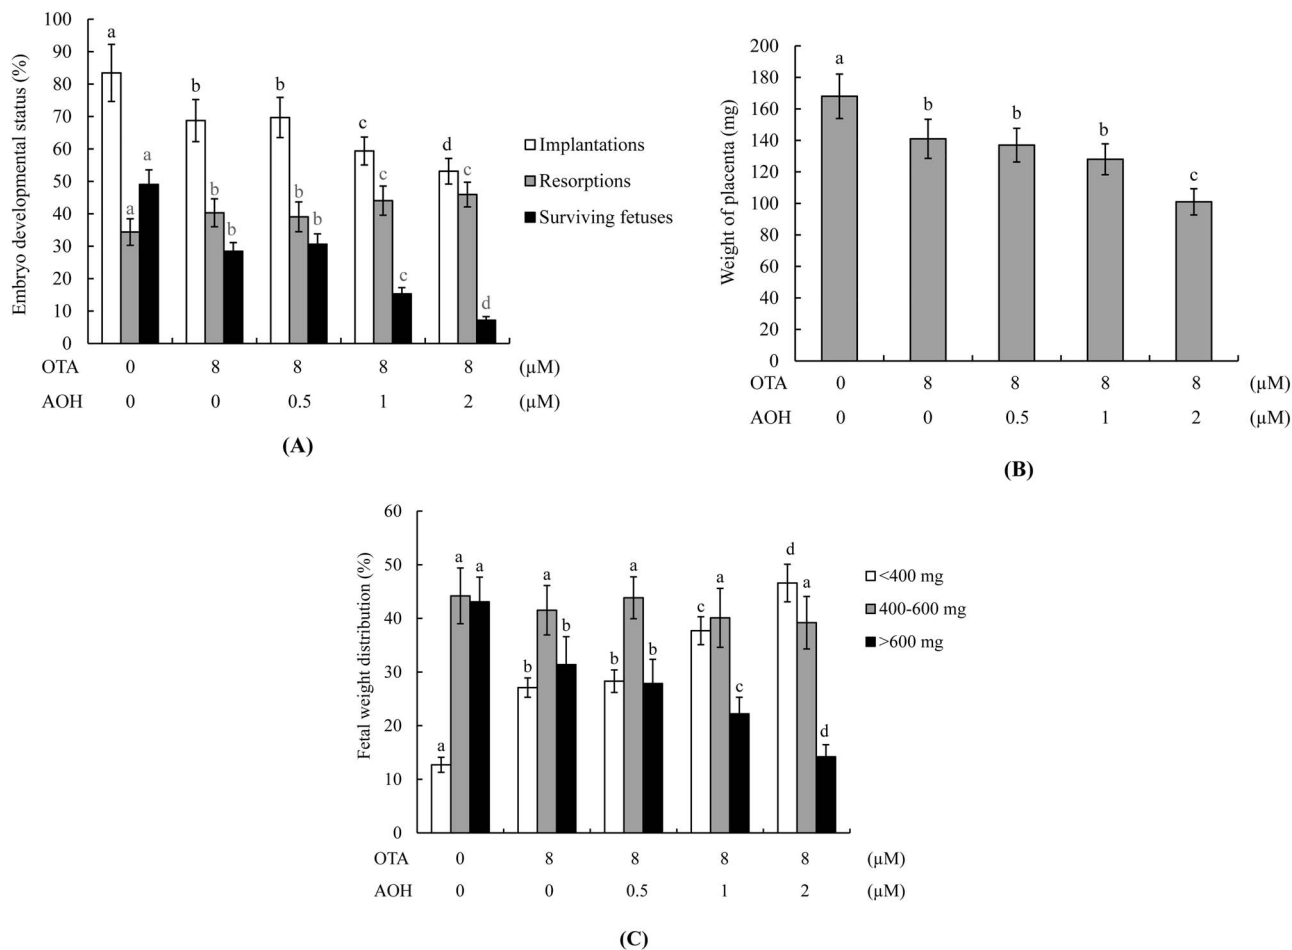 Embryo developmental status (%)
100
90
80
70
60
50
40
30
20
10
0
a
a
a
b
b
b
b
b
b
c
c
c
d
c
d
Implantations
Resorptions
Surviving fetuses
OTA 0 8 8 8 8 (µM)
AOH 0 0 0.5 1 2 (µM)
(A)
Weight of placenta (mg)
200
180
160
140
120
100
80
60
40
20
0
a
b
b
b
c
OTA 0 8 8 8 8 (µM)
AOH 0 0 0.5 1 2 (µM)
(B)
Fetal weight distribution (%)
60
50
40
30
20
10
0
a
a
a
b
a
b
b
a
b
c
a
c
d
a
d
<400 mg
400-600 mg
>600 mg
OTA 0 8 8 8 8 (µM)
AOH 0 0 0.5 1 2 (µM)
(C)